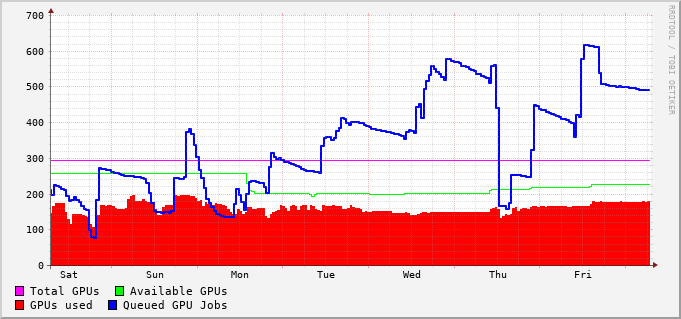 700
600
500
400
300
200
100
0
Sat Sun Mon Tue Wed Thu Fri
Total GPUs Available GPUs
GPUs used Queued GPU Jobs
RRDTOOL / TOBI OETIKER